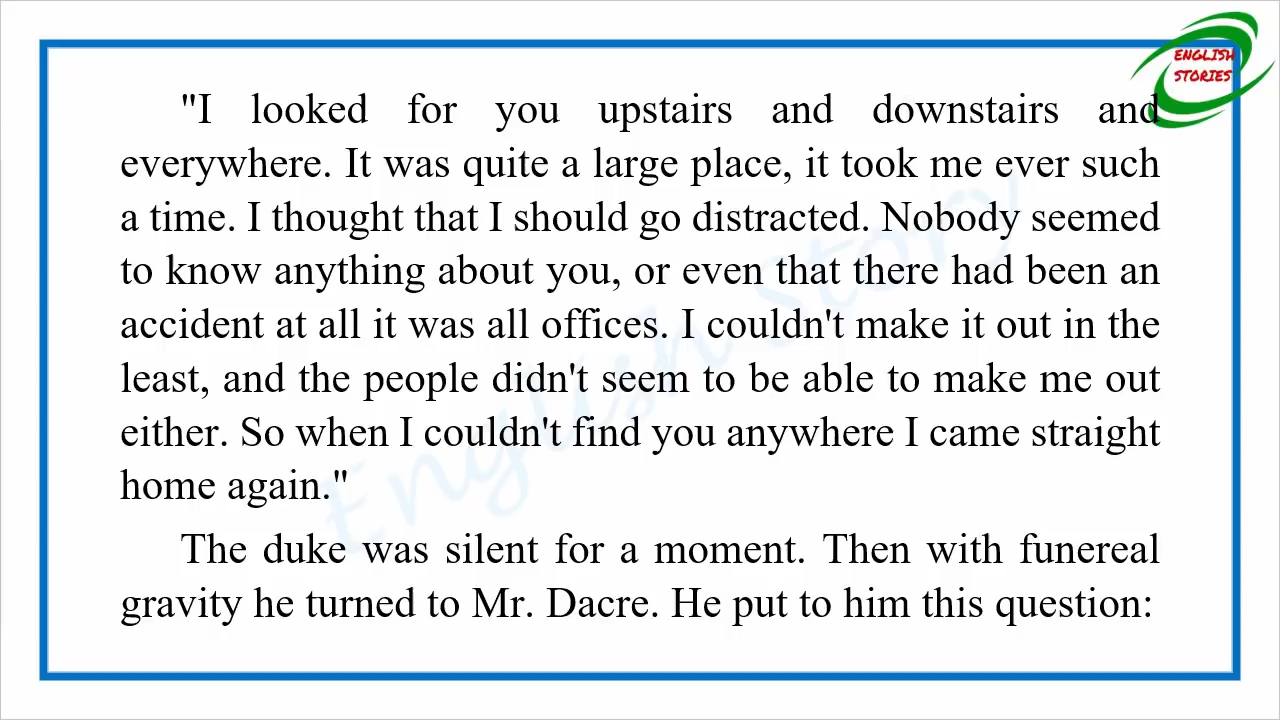 ENGLISH
STORIES
"I looked for you upstairs and downstairs and
everywhere. It was quite a large place, it took me ever such
a time. I thought that I should go distracted. Nobody seemed
to know anything about you, or even that there had been an
accident at all it was all offices. I couldn't make it out in the
least, and the people didn't seem to be able to make me out
either. So when I couldn't find you anywhere I came straight
home again."
The duke was silent for a moment. Then with funereal
gravity he turned to Mr. Dacre. He put to him this question:
English Story